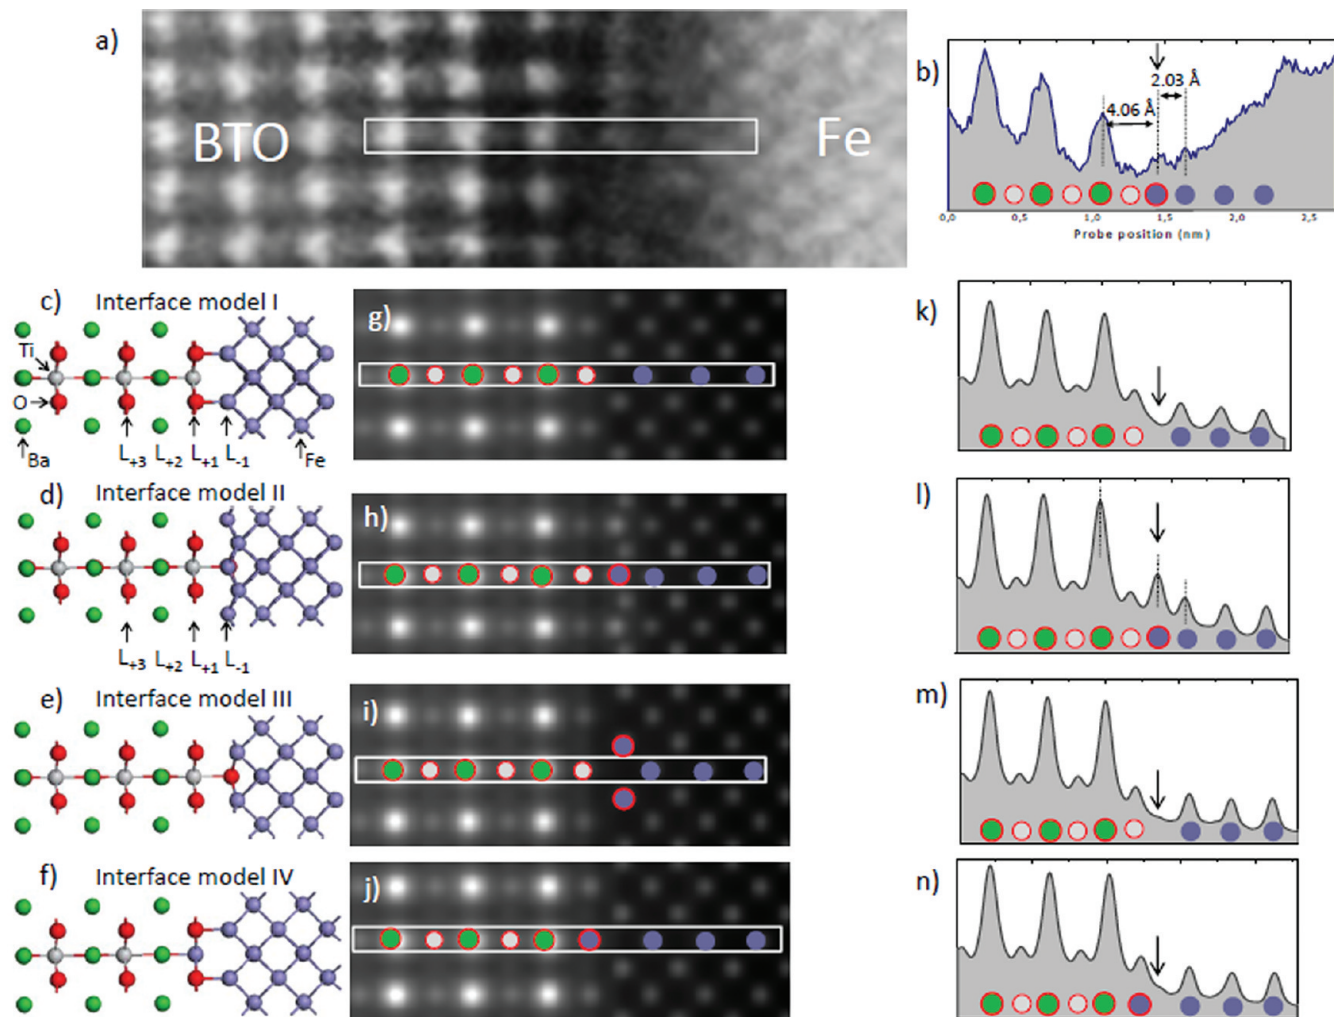 a)
BTO
Fe
b)
2.03 Å
4.06 Å
0,0 0,5 1,0 1,5 2,0 2,5
Probe position (nm)
c) Interface model I
Ti
O
Ba
L+3 L+2 L+1 L-1
Fe
g)
k)
d) Interface model II
L+3 L+2 L+1 L-1
h)
l)
e) Interface model III
i)
m)
f) Interface model IV
j)
n)